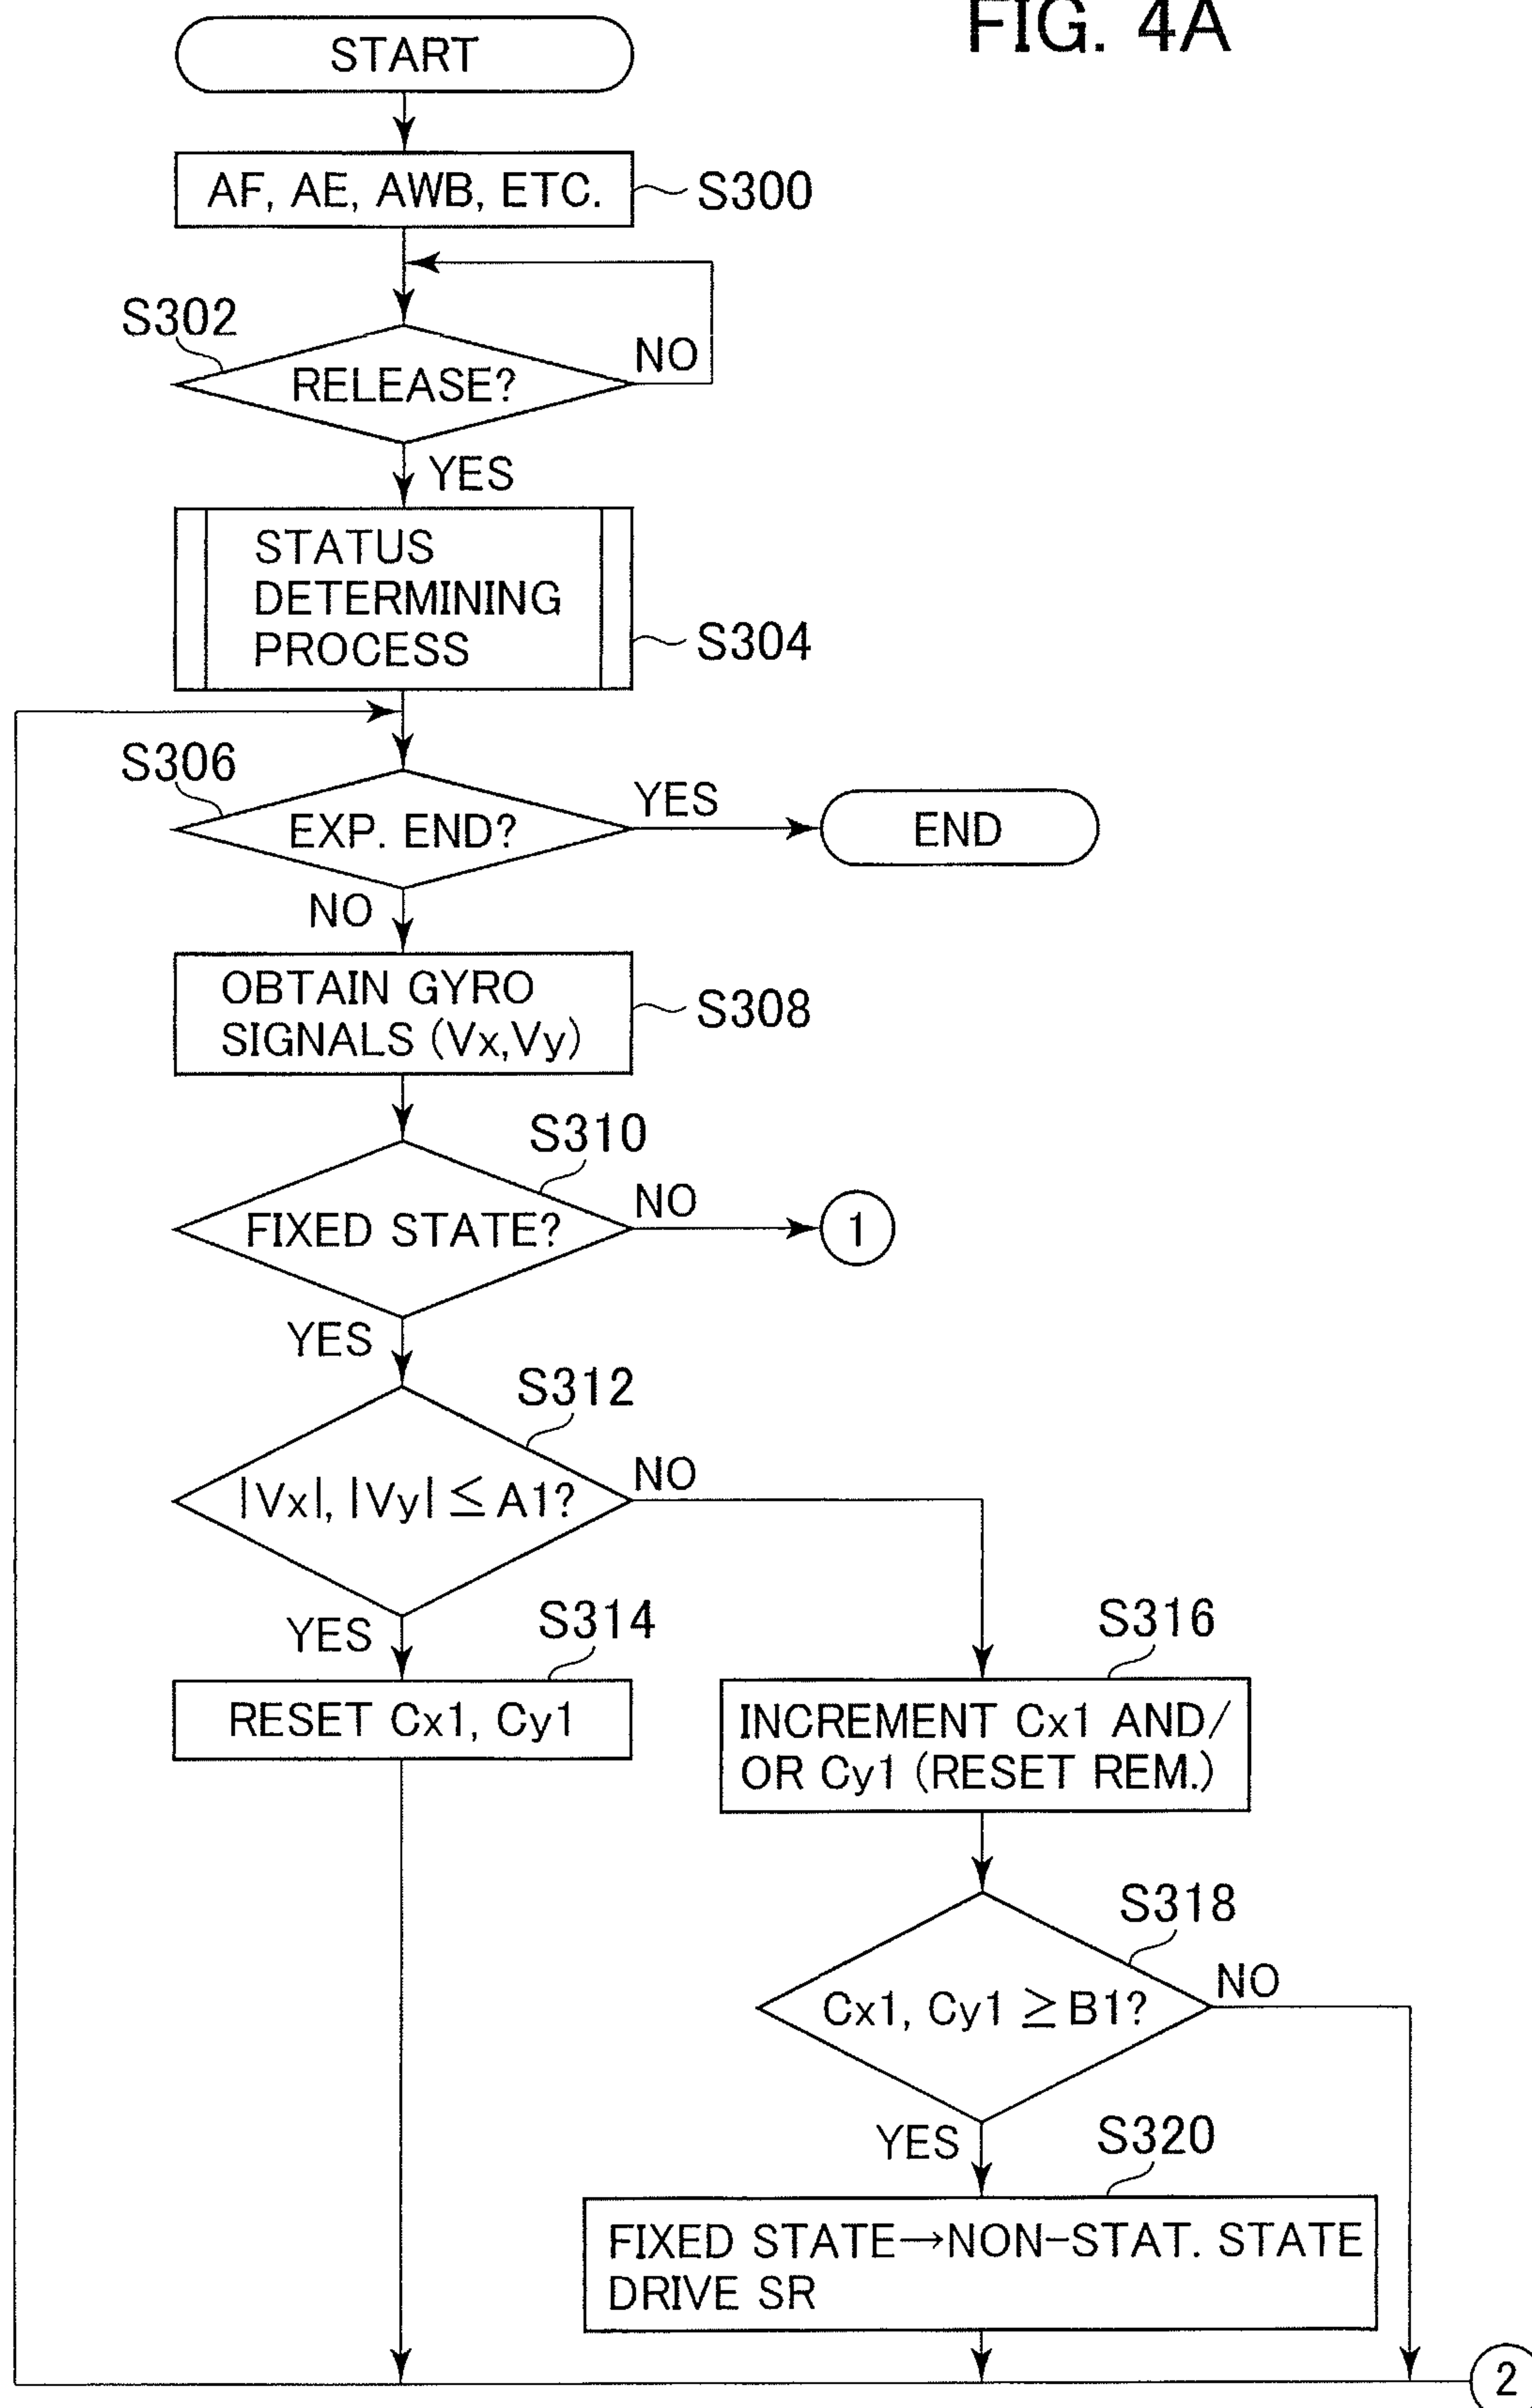 FIG. 4A
START
AF, AE, AWB, ETC.
S300
S302
RELEASE?
NO
YES
STATUS
DETERMINING
PROCESS
S304
S306
EXP. END?
YES
END
NO
OBTAIN GYRO
SIGNALS (Vx,Vy)
S308
S310
FIXED STATE?
NO
1
YES
S312
|Vx|, |Vy| ≦ A1?
NO
YES
S314
RESET Cx1, Cy1
S316
INCREMENT Cx1 AND/
OR Cy1 (RESET REM.)
S318
Cx1, Cy1 ≧ B1?
NO
YES
S320
FIXED STATE→NON-STAT. STATE
DRIVE SR
2